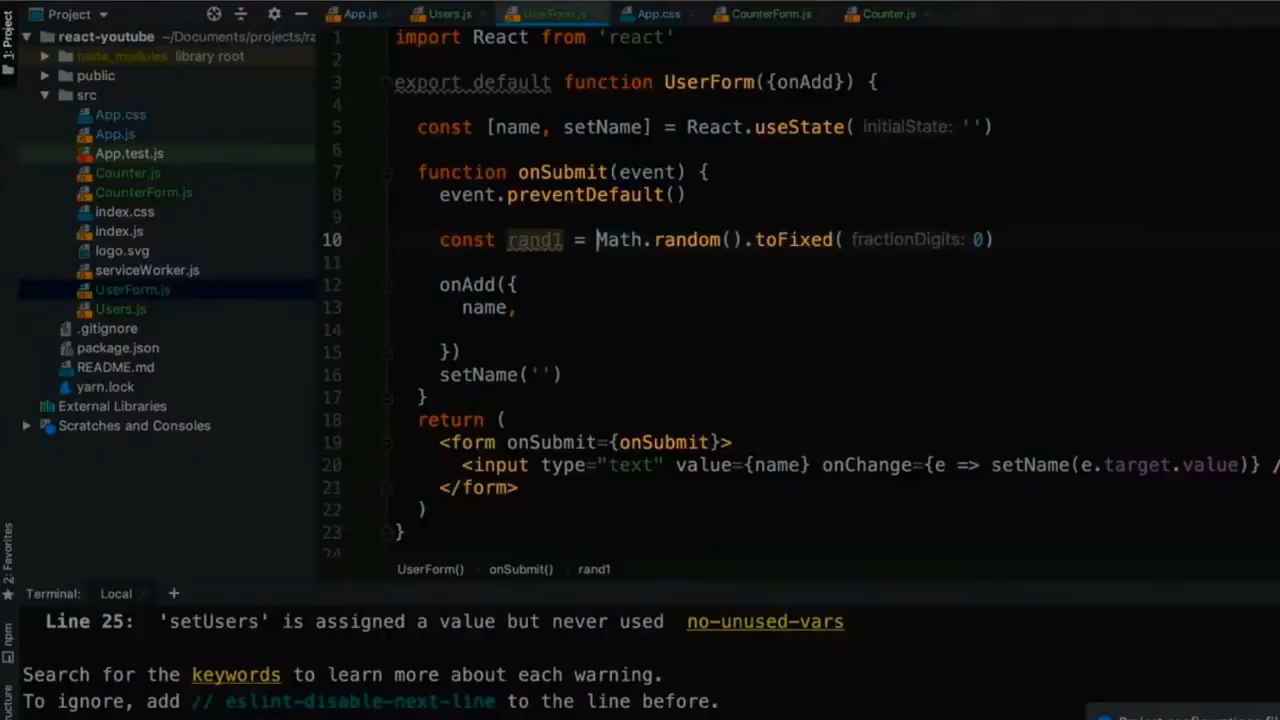 Project
App.js
Users.js
UserForm.js
App.css
CounterForm.js
Counter.js
1: Project
react-youtube ~/Documents/projects/ra
node_modules library root
public
src
App.css
App.js
App.test.js
Counter.js
CounterForm.js
index.css
index.js
logo.svg
serviceWorker.js
UserForm.js
Users.js
.gitignore
package.json
README.md
yarn.lock
External Libraries
Scratches and Consoles
1 import React from 'react'
2
3 export default function UserForm({onAdd}) {
4
5 const [name, setName] = React.useState( initialState: '')
6
7 function onSubmit(event) {
8 event.preventDefault()
9
10 const rand1 = Math.random().toFixed( fractionDigits: 0)
11
12 onAdd({
13 name,
14
15 })
16 setName('')
17 }
18 return (
19 <form onSubmit={onSubmit}>
20 <input type="text" value={name} onChange={e => setName(e.target.value)} /
21 </form>
22 )
23 }
24
UserForm() onSubmit() rand1
2: Favorites
npm
Terminal: Local +
Line 25: 'setUsers' is assigned a value but never used no-unused-vars
Search for the keywords to learn more about each warning.
To ignore, add // eslint-disable-next-line to the line before.